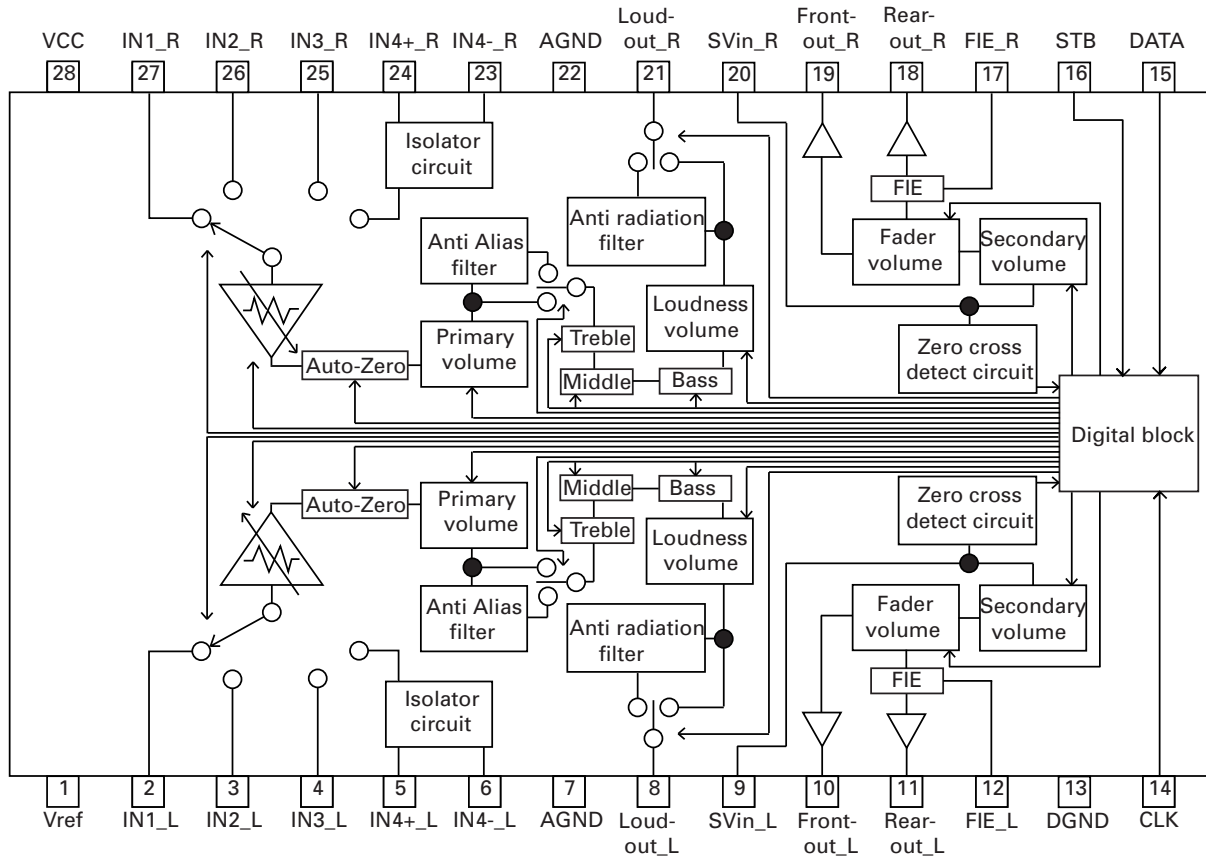 Loud-
out_R
Front-
out_R
Rear-
out_R
VCC IN1_R IN2_R IN3_R IN4+_R IN4-_R AGND SVin_R FIE_R STB DATA
28 27 26 25 24 23 22 21 20 19 18 17 16 15
Isolator
circuit
FIE
Anti Alias
filter
Anti radiation
filter
Fader
volume
Secondary
volume
Primary
volume
Loudness
volume
Treble
Auto-Zero
Middle
Bass
Zero cross
detect circuit
Digital block
Auto-Zero
Primary
volume
Middle
Bass
Treble
Loudness
volume
Zero cross
detect circuit
Anti Alias
filter
Anti radiation
filter
Fader
volume
Secondary
volume
FIE
Isolator
circuit
1 2 3 4 5 6 7 8 9 10 11 12 13 14
Vref IN1_L IN2_L IN3_L IN4+_L IN4-_L AGND SVin_L FIE_L DGND CLK
Loud-
out_L
Front-
out_L
Rear-
out_L